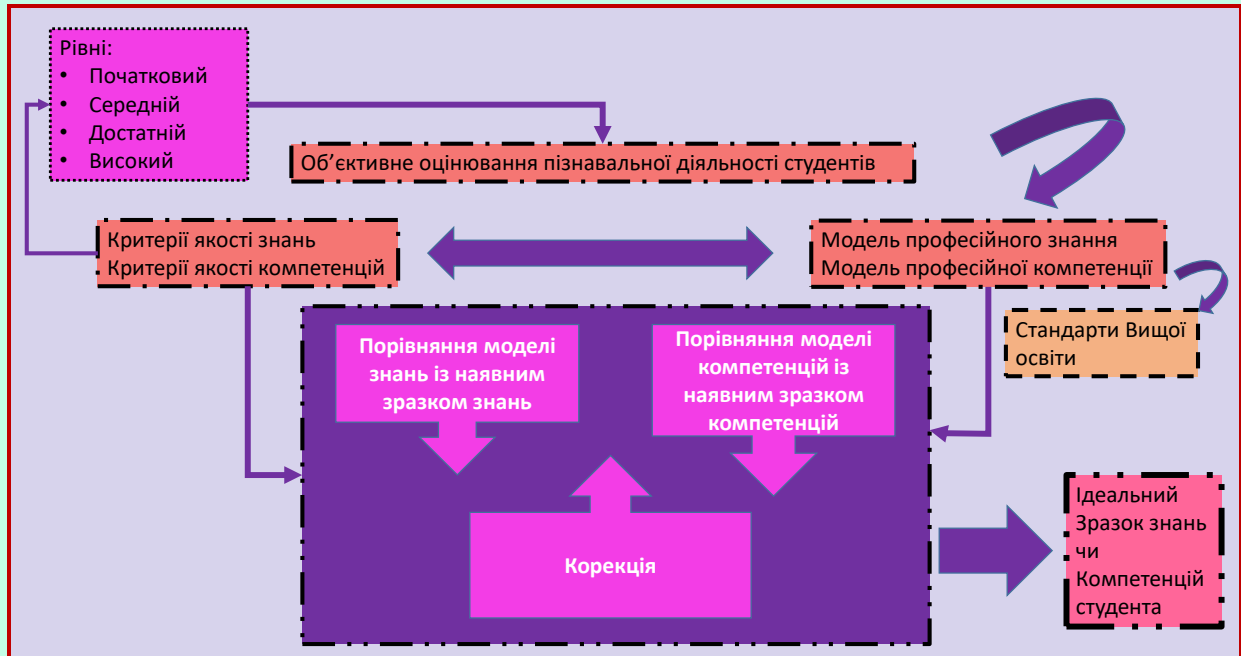 Рівні:
• Початковий
• Середній
• Достатній
• Високий
Об’єктивне оцінювання пізнавальної діяльності студентів
Критерії якості знань
Критерії якості компетенцій
Модель професійного знання
Модель професійної компетенції
Стандарти Вищої
освіти
Порівняння моделі
знань із наявним
зразком знань
Порівняння моделі
компетенцій із
наявним зразком
компетенцій
Корекція
Ідеальний
Зразок знань
чи
Компетенцій
студента